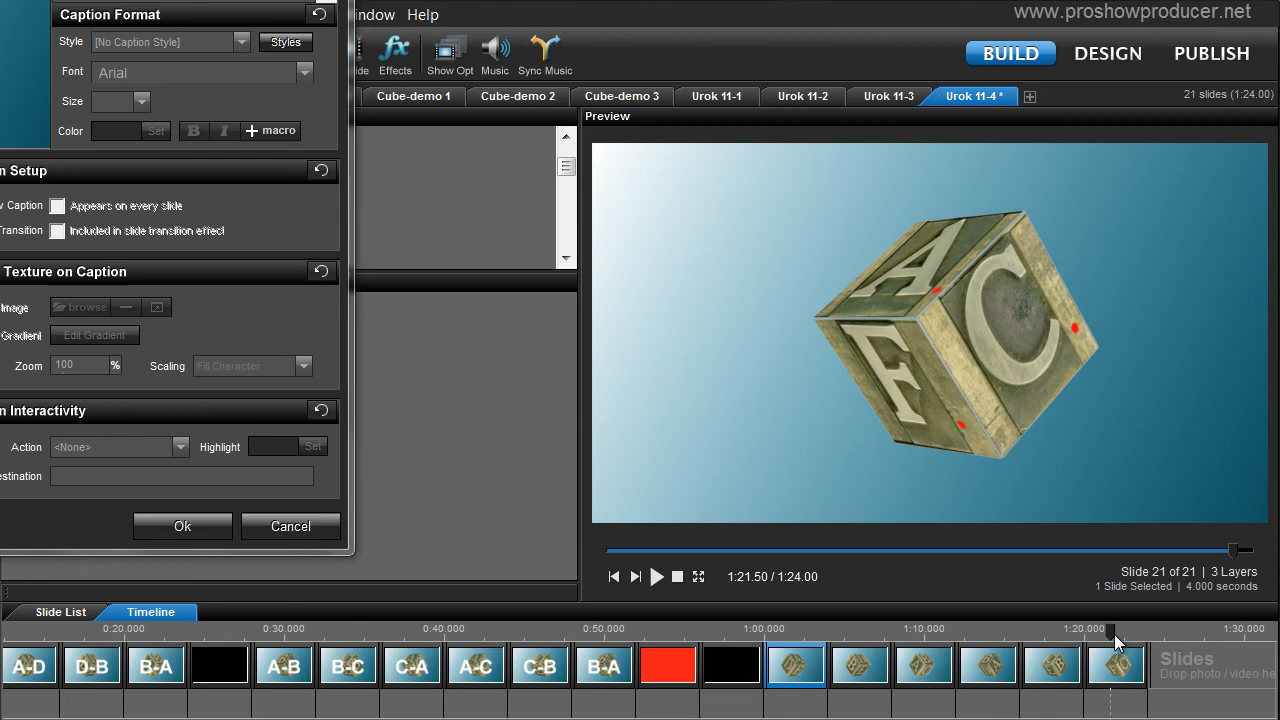 Caption Format
Window Help
www.proshowproducer.net
Style [No Caption Style] Styles
Font Arial
Size
Color Set B I + macro
Effects Show Opt Music Sync Music
BUILD DESIGN PUBLISH
Cube-demo 1 Cube-demo 2 Cube-demo 3 Urok 11-1 Urok 11-2 Urok 11-3 Urok 11-4 *
21 slides (1:24.00)
Preview
n Setup
w Caption Appears on every slide
Transition Included in slide transition effect
Texture on Caption
Image browse
Gradient Edit Gradient
Zoom 100 % Scaling Fill Character...
n Interactivity
Action <None> Highlight Set
estination
Ok Cancel
A
F
C
1:21.50 / 1:24.00
Slide 21 of 21 | 3 Layers
1 Slide Selected | 4.000 seconds
Slide List Timeline
0:20.000 0:30.000 0:40.000 0:50.000 1:00.000 1:10.000 1:20.000 1:30.000
A-D D-B B-A A-B B-C C-A A-C C-B B-A
Slides
Drop photo / video he